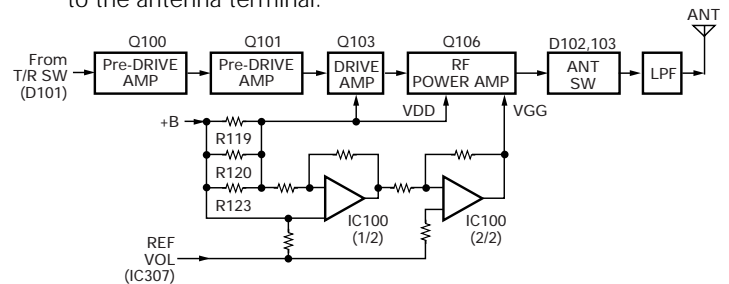 to the antenna terminal.
ANT
Q100
Q101
Q103
Q106
D102,103
From
T/R SW
(D101)
Pre-DRIVE
AMP
Pre-DRIVE
AMP
DRIVE
AMP
RF
POWER AMP
ANT
SW
LPF
+B
VDD
VGG
R119
R120
R123
IC100
(1/2)
IC100
(2/2)
REF
VOL
(IC307)